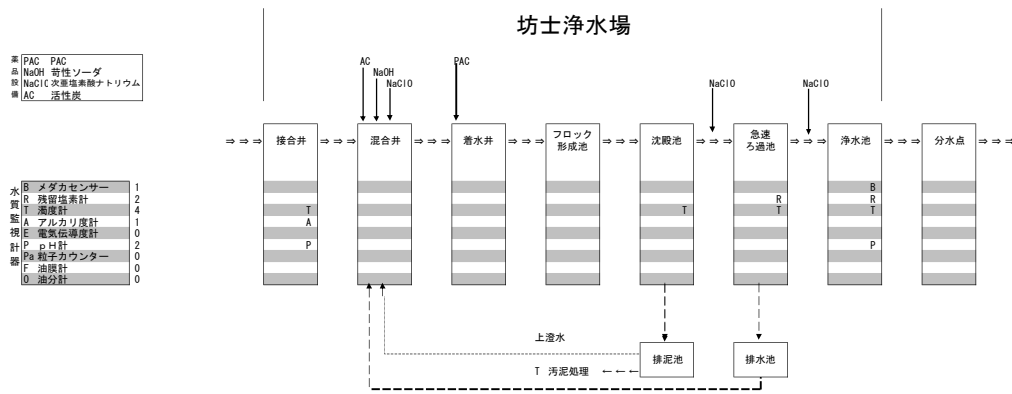 坊士浄水場
薬品設備
PAC PAC
NaOH 苛性ソーダ
NaClO 次亜塩素酸ナトリウム
AC 活性炭
AC
NaOH
NaClO
PAC
NaClO
NaClO
⇒ ⇒ ⇒ 接合井 ⇒ ⇒ ⇒ 混合井 ⇒ ⇒ ⇒ 着水井 ⇒ ⇒ ⇒ フロック ⇒ ⇒ ⇒ 沈殿池 ⇒ ⇒ ⇒ 急速 ⇒ ⇒ ⇒ 浄水池 ⇒ ⇒ ⇒ 分水点 ⇒ ⇒ ⇒
形成池 ろ過池
水質監視計器
B メダカセンサー 1 B
R 残留塩素計 2 R R
T 濁度計 4 T T T T
A アルカリ度計 1 A
E 電気伝導度計 0
P pH計 2 P P
Pa 粒子カウンター 0
F 油膜計 0
O 油分計 0
上澄水
排泥池
排水池
T 汚泥処理 ← ← ←